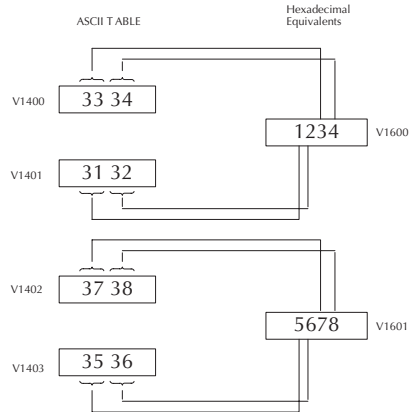 ASCII T ABLE
Hexadecimal
Equivalents
V1400
33 34
1234
V1600
V1401
31 32
V1402
37 38
5678
V1601
V1403
35 36